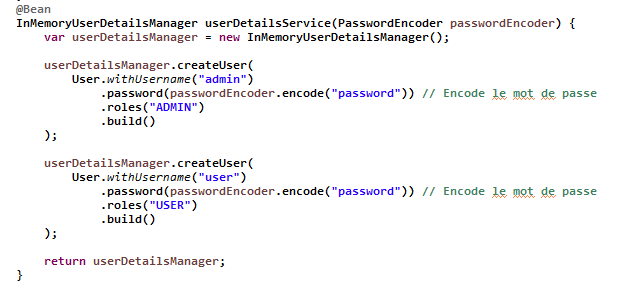 @Bean
InMemoryUserDetailsManager userDetailsService(PasswordEncoder passwordEncoder) {
    var userDetailsManager = new InMemoryUserDetailsManager();

    userDetailsManager.createUser(
        User.withUsername("admin")
            .password(passwordEncoder.encode("password")) // Encode le mot de passe
            .roles("ADMIN")
            .build()
    );

    userDetailsManager.createUser(
        User.withUsername("user")
            .password(passwordEncoder.encode("password")) // Encode le mot de passe
            .roles("USER")
            .build()
    );

    return userDetailsManager;
}